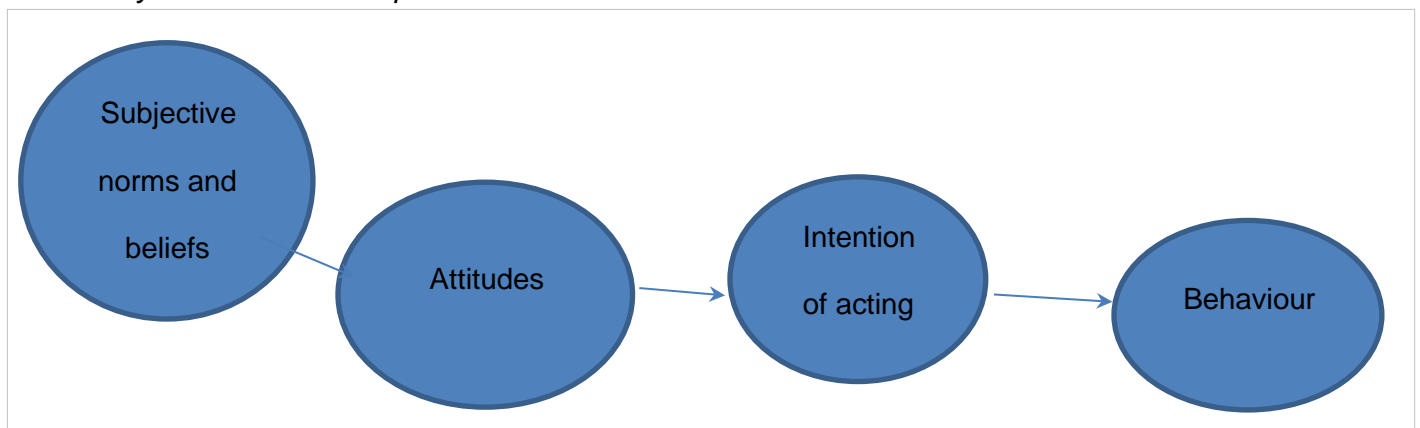 Subjective
norms and
beliefs
Attitudes
Intention
of acting
Behaviour